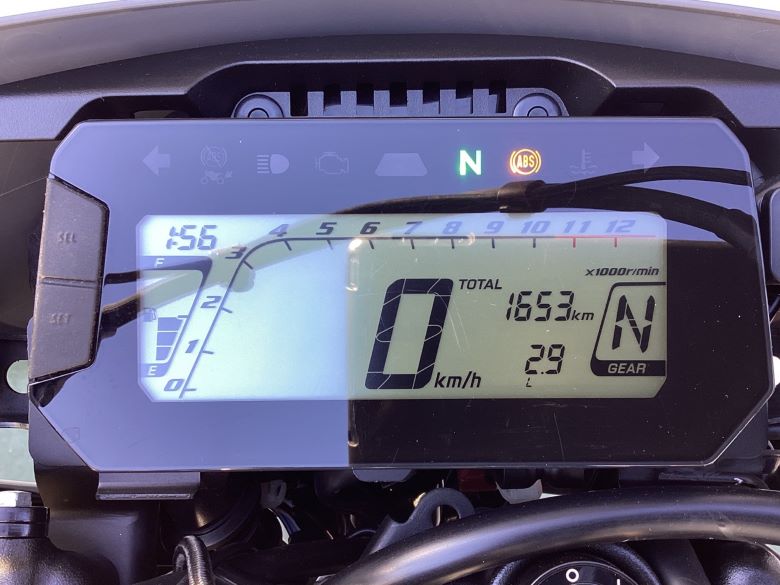 N ABS
1:56
0 1 2 3 4 5 6 7 8 9 10 11 12
x1000r/min
F
E
SEL
SET
TOTAL
1653km
0 km/h
2.9
L
N
GEAR
O I